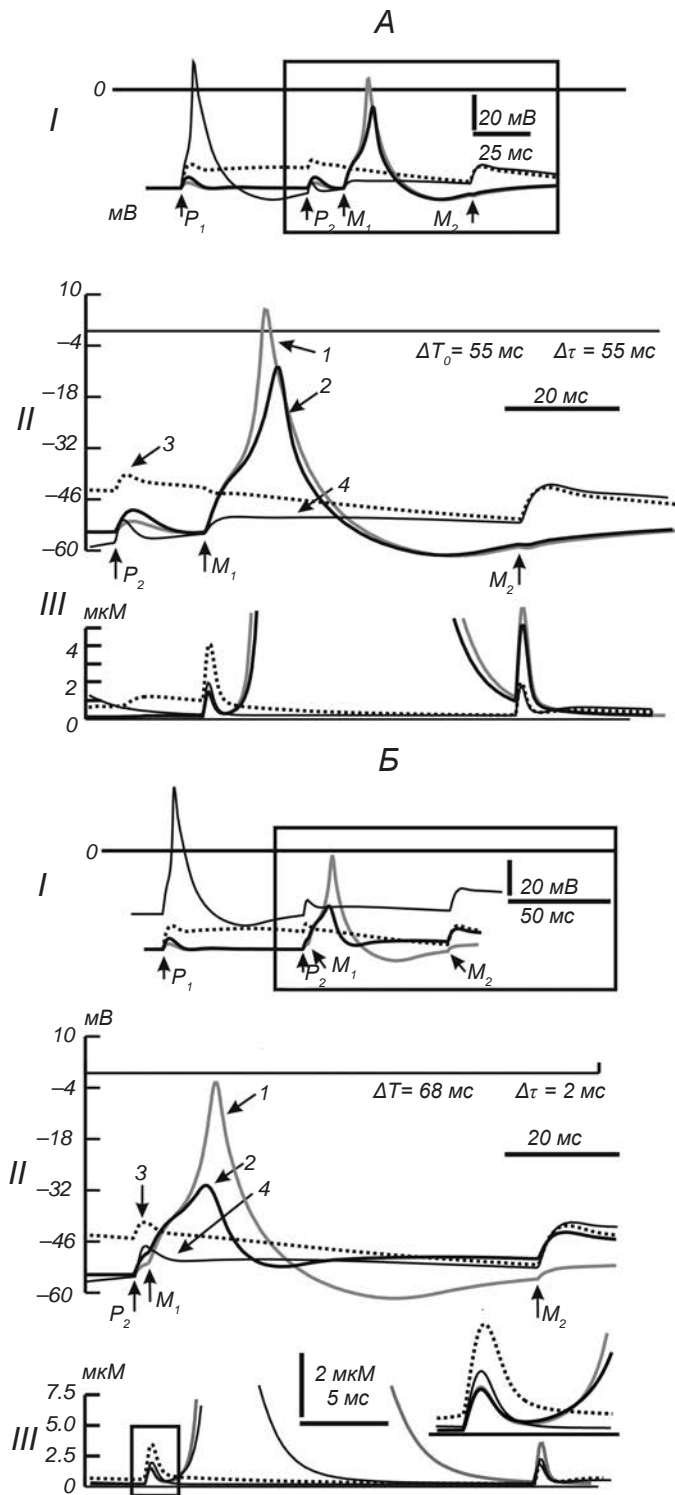 А
I
0
20 мВ
25 мс
мВ
P1
P2
M1
M2
II
10
–4
–18
–32
–46
–60
1
2
3
4
ΔT0 = 55 мс
Δτ = 55 мс
20 мс
P2
M1
M2
III
мкМ
4
2
0
Б
I
0
20 мВ
50 мс
P1
P2
M1
M2
мВ
II
10
–4
–18
–32
–46
–60
1
2
3
4
ΔT= 68 мс
Δτ = 2 мс
20 мс
P2
M1
M2
III
мкМ
7.5
5.0
2.5
0
2 мкМ
5 мс